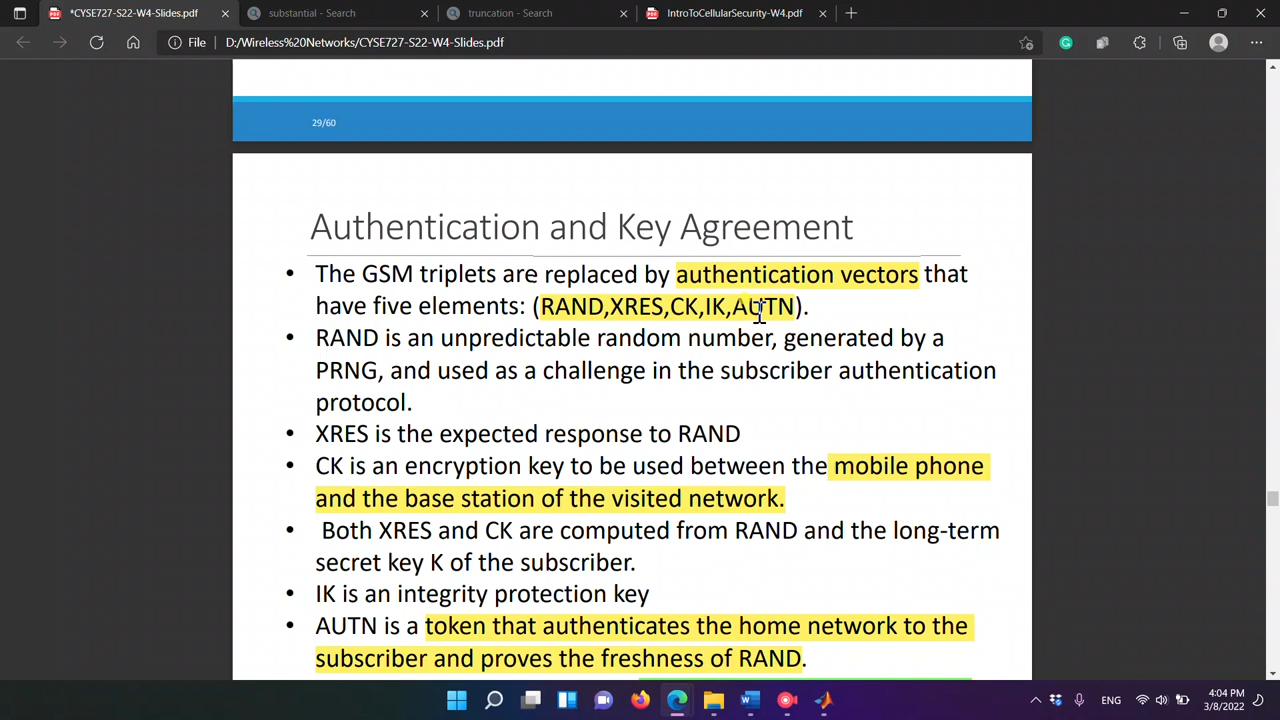 *CYSE727-S22-W4-Slides.pdf
substantial - Search
truncation - Search
IntroToCellularSecurity-W4.pdf
File
D:/Wireless%20Networks/CYSE727-S22-W4-Slides.pdf
29/60
Authentication and Key Agreement
• The GSM triplets are replaced by authentication vectors that
have five elements: (RAND,XRES,CK,IK,AUTN).
• RAND is an unpredictable random number, generated by a
PRNG, and used as a challenge in the subscriber authentication
protocol.
• XRES is the expected response to RAND
• CK is an encryption key to be used between the mobile phone
and the base station of the visited network.
• Both XRES and CK are computed from RAND and the long-term
secret key K of the subscriber.
• IK is an integrity protection key
• AUTN is a token that authenticates the home network to the
subscriber and proves the freshness of RAND.
ENG
4:04 PM
3/8/2022